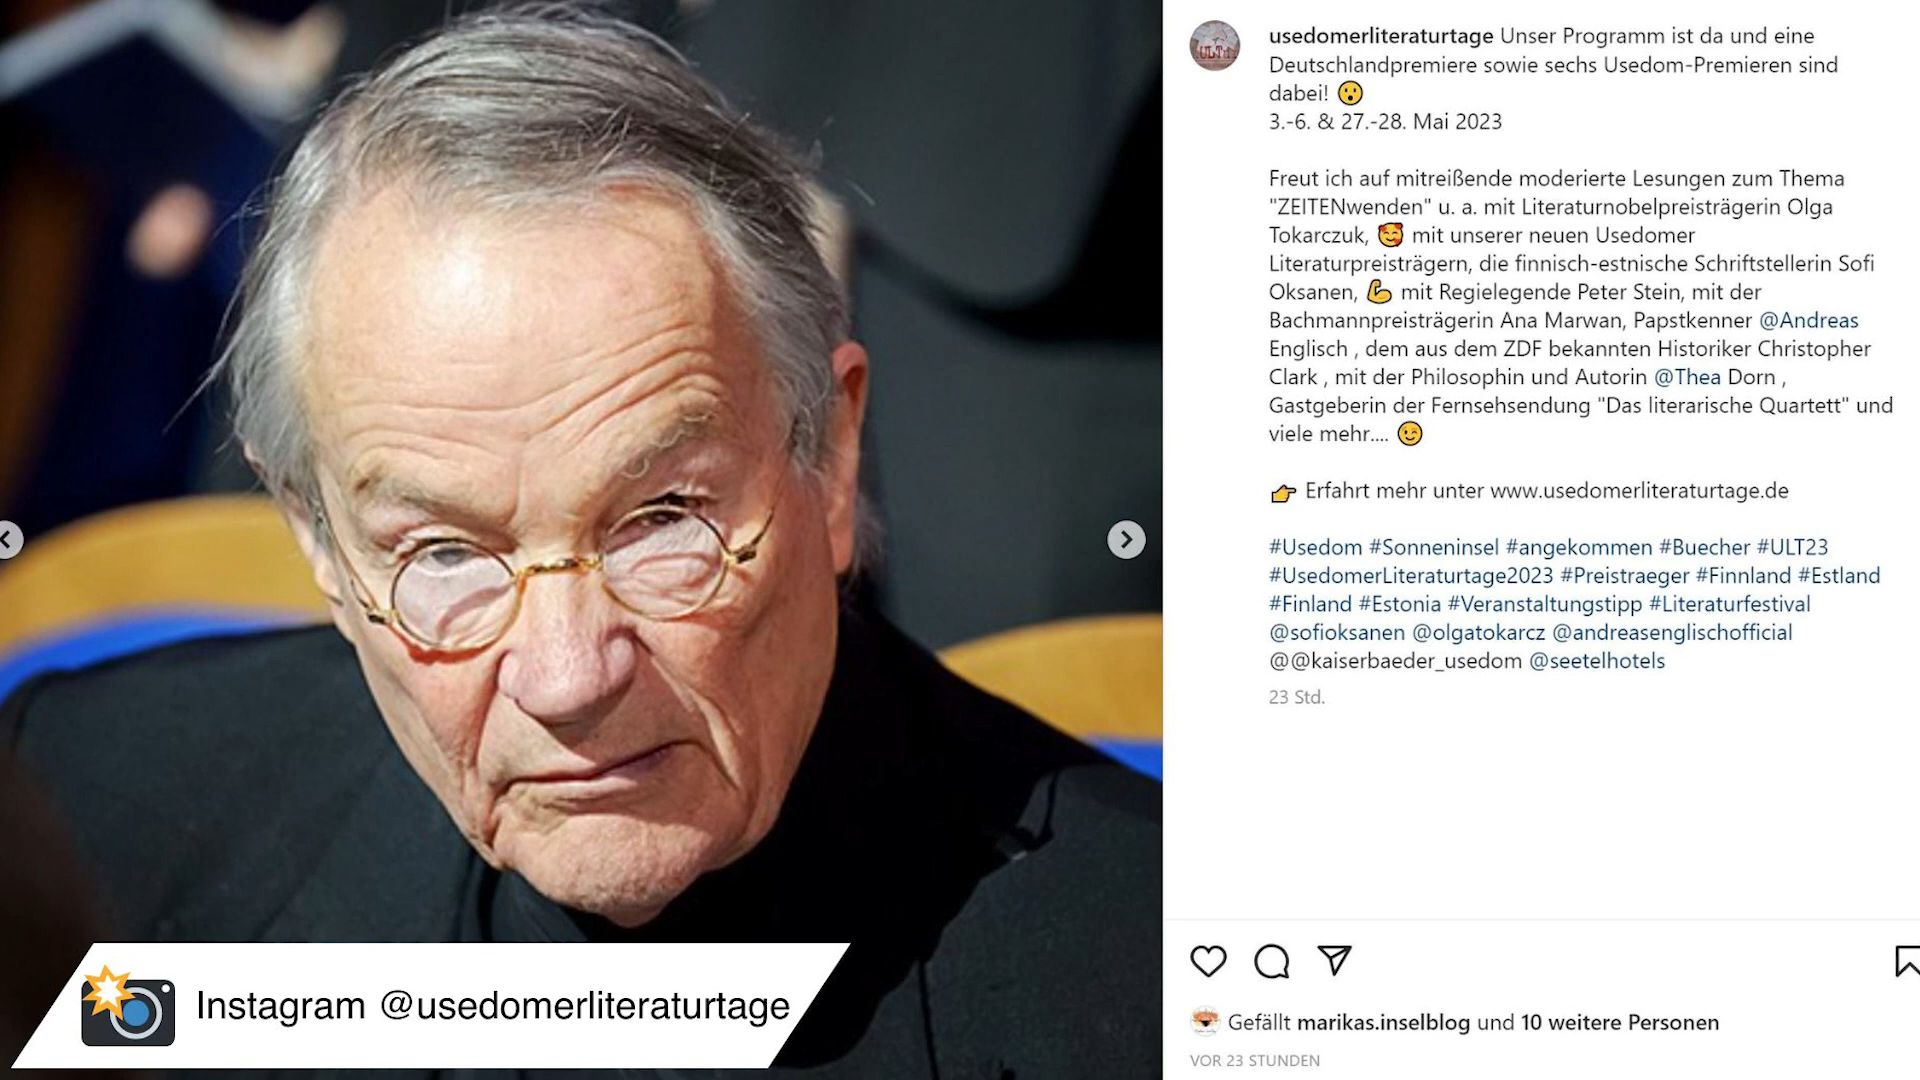 usedomerliteraturtage Unser Programm ist da und eine
Deutschlandpremiere sowie sechs Usedom-Premieren sind
dabei! 😮
3.-6. & 27.-28. Mai 2023
Freut ich auf mitreißende moderierte Lesungen zum Thema
"ZEITENwenden" u. a. mit Literaturnobelpreisträgerin Olga
Tokarczuk, 🥰 mit unserer neuen Usedomer
Literaturpreisträgern, die finnisch-estnische Schriftstellerin Sofi
Oksanen, 💪 mit Regielegende Peter Stein, mit der
Bachmannpreisträgerin Ana Marwan, Papstkenner @Andreas
Englisch , dem aus dem ZDF bekannten Historiker Christopher
Clark , mit der Philosophin und Autorin @Thea Dorn ,
Gastgeberin der Fernsehsendung "Das literarische Quartett" und
viele mehr.... 😉
👉 Erfahrt mehr unter www.usedomerliteraturtage.de
#Usedom #Sonneninsel #angekommen #Buecher #ULT23
#UsedomerLiteraturtage2023 #Preistraeger #Finnland #Estland
#Finland #Estonia #Veranstaltungstipp #Literaturfestival
@sofioksanen @olgatokarcz @andreasenglischofficial
@@kaiserbaeder_usedom @seetelhotels
23 Std.
Gefällt marikas.inselblog und 10 weitere Personen
VOR 23 STUNDEN
Instagram @usedomerliteraturtage